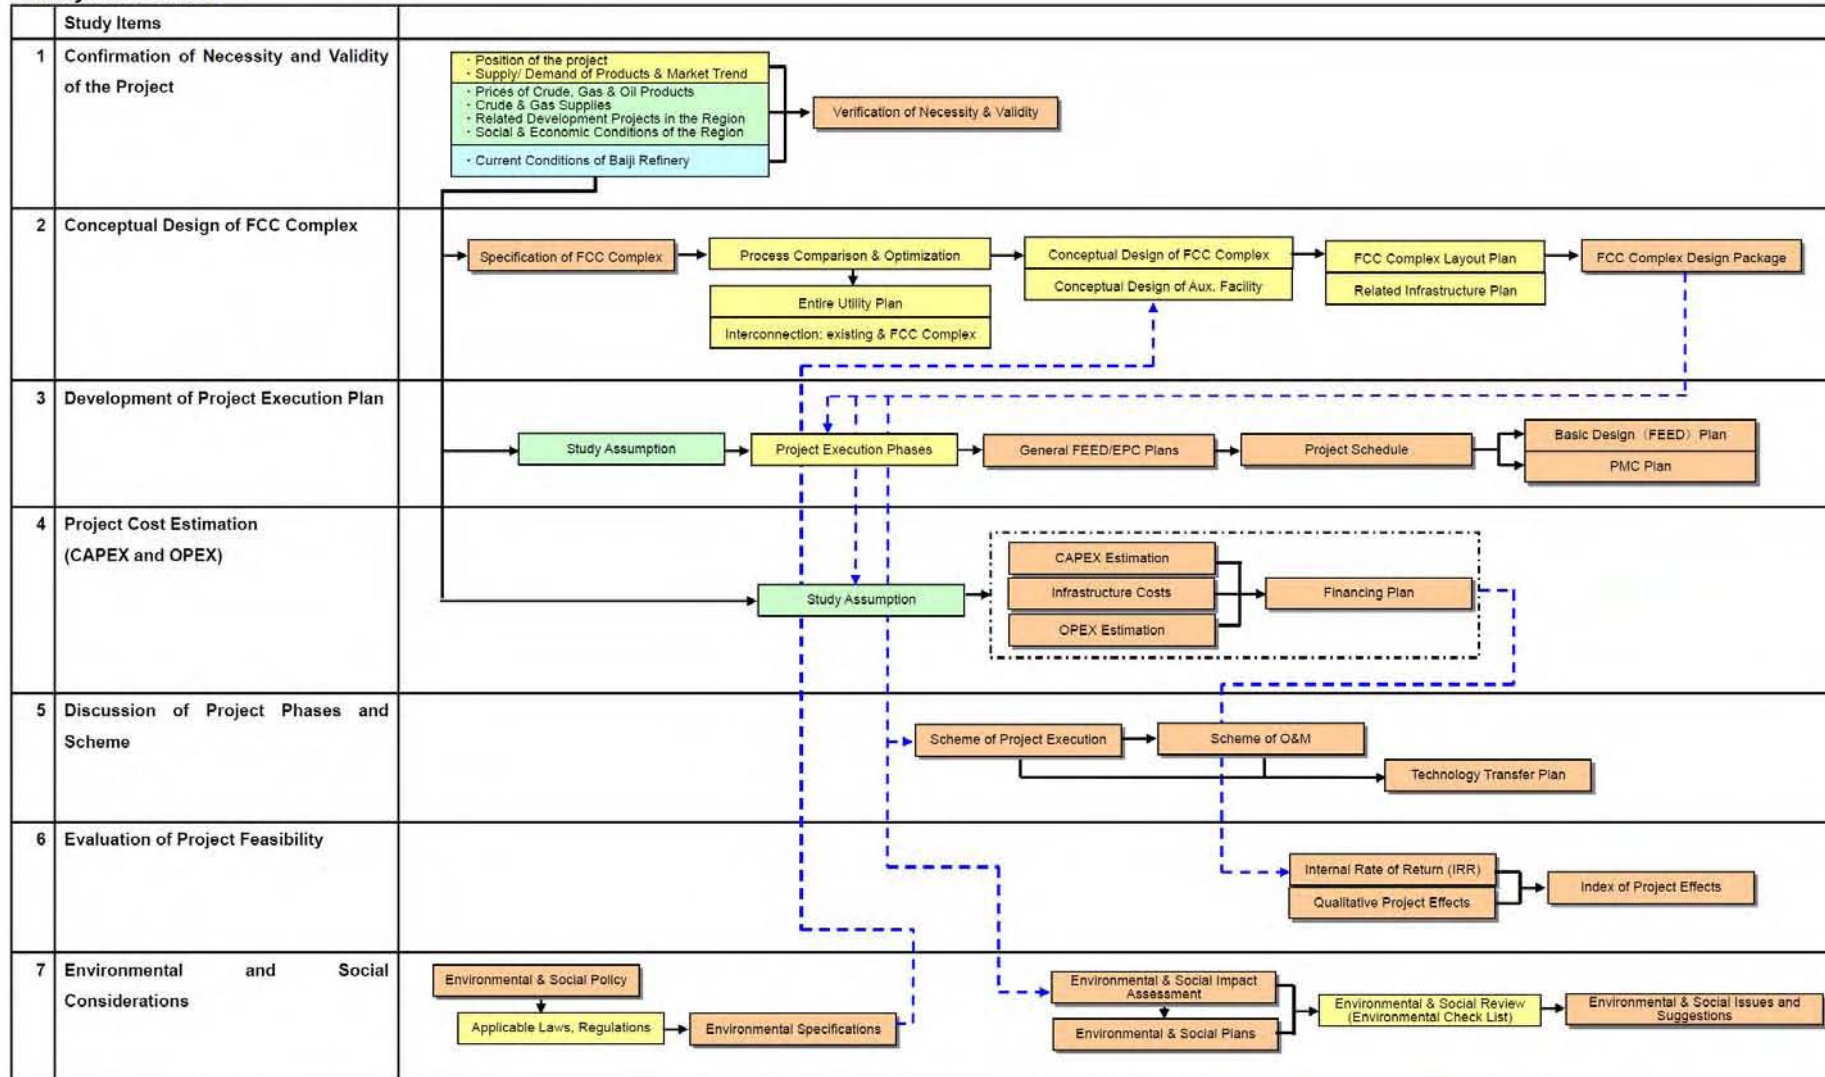 Study Items
1 Confirmation of Necessity and Validity
of the Project
· Position of the project
· Supply/ Demand of Products & Market Trend
· Prices of Crude, Gas & Oil Products
· Crude & Gas Supplies
· Related Development Projects in the Region
· Social & Economic Conditions of the Region
· Current Conditions of Baiji Refinery
Verification of Necessity & Validity
2 Conceptual Design of FCC Complex
Specification of FCC Complex
Process Comparison & Optimization
Entire Utility Plan
Interconnection: existing & FCC Complex
Conceptual Design of FCC Complex
Conceptual Design of Aux. Facility
FCC Complex Layout Plan
Related Infrastructure Plan
FCC Complex Design Package
3 Development of Project Execution Plan
Study Assumption
Project Execution Phases
General FEED/EPC Plans
Project Schedule
Basic Design (FEED) Plan
PMC Plan
4 Project Cost Estimation
(CAPEX and OPEX)
Study Assumption
CAPEX Estimation
Infrastructure Costs
OPEX Estimation
Financing Plan
5 Discussion of Project Phases and
Scheme
Scheme of Project Execution
Scheme of O&M
Technology Transfer Plan
6 Evaluation of Project Feasibility
Internal Rate of Return (IRR)
Qualitative Project Effects
Index of Project Effects
7 Environmental and Social
Considerations
Environmental & Social Policy
Applicable Laws, Regulations
Environmental Specifications
Environmental & Social Impact
Assessment
Environmental & Social Plans
Environmental & Social Review
(Environmental Check List)
Environmental & Social Issues and
Suggestions